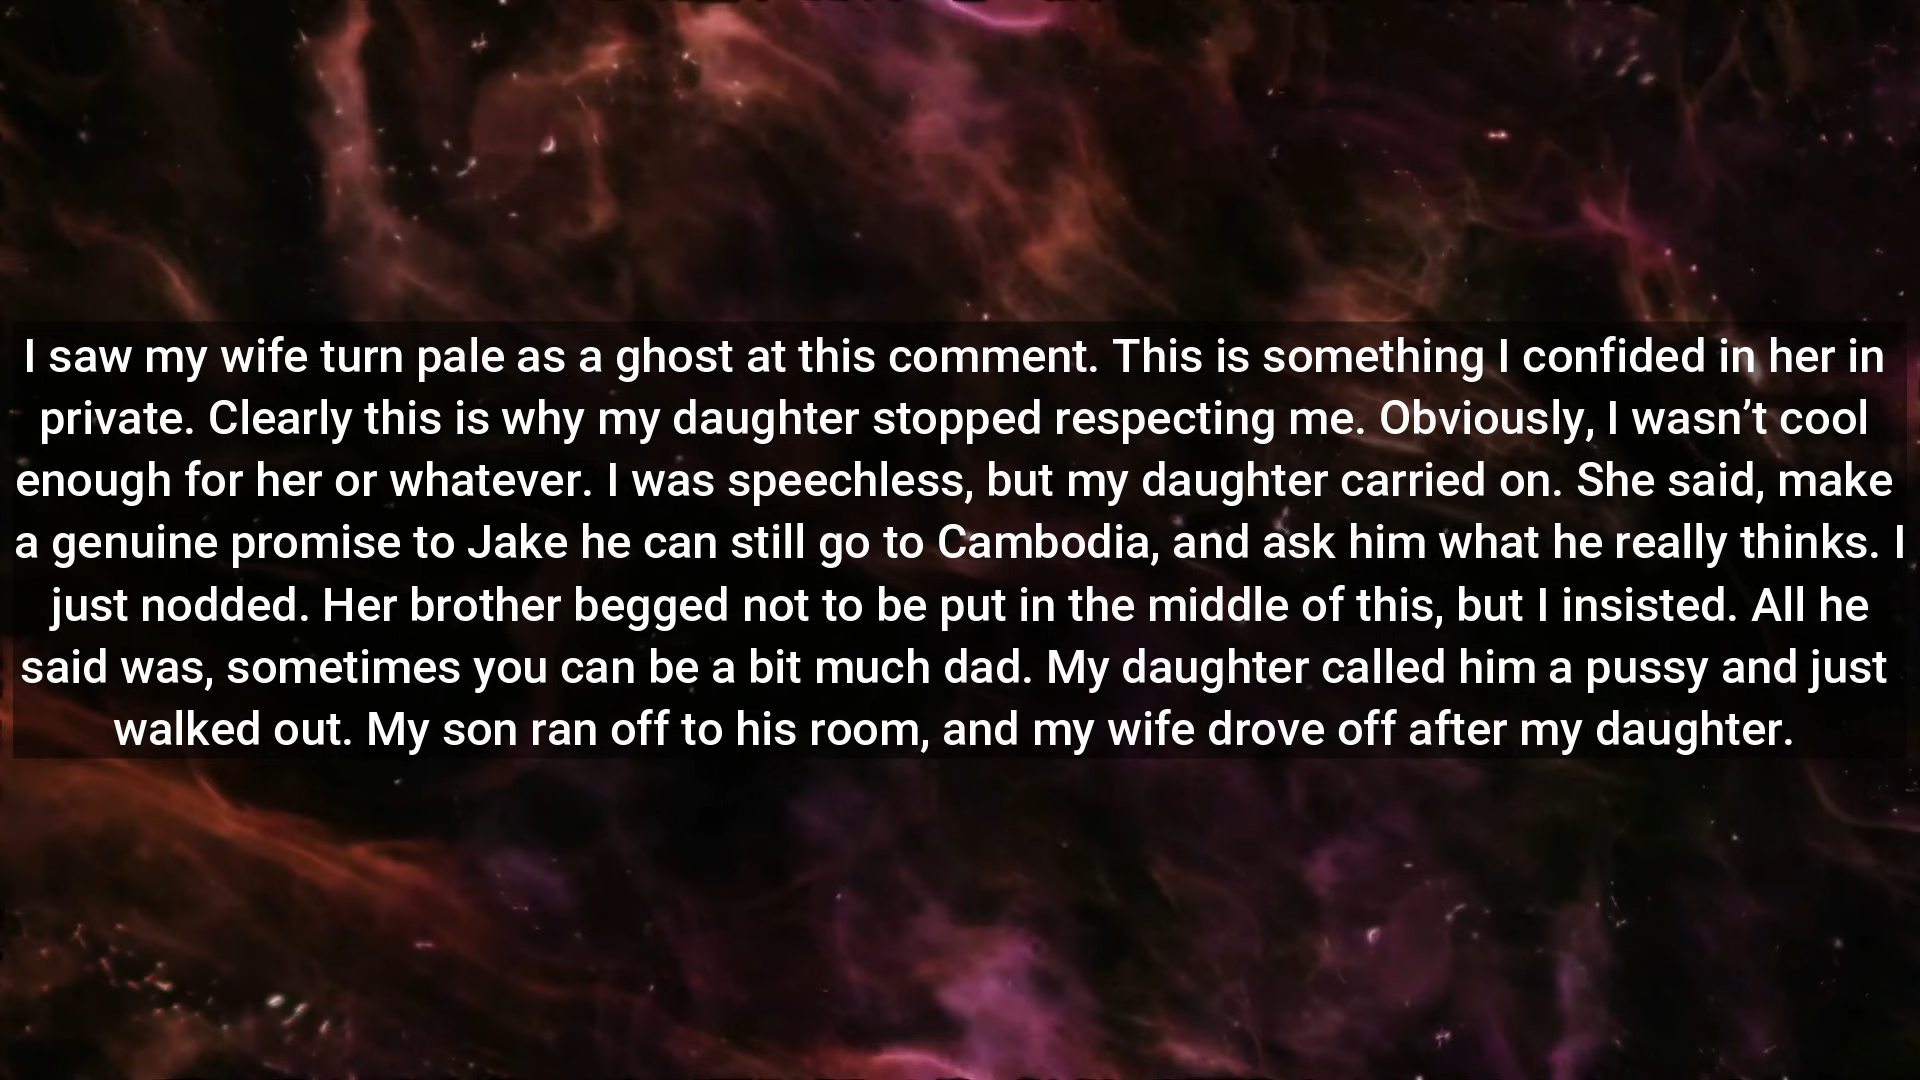 I saw my wife turn pale as a ghost at this comment. This is something I confided in her in
private. Clearly this is why my daughter stopped respecting me. Obviously, I wasn’t cool
enough for her or whatever. I was speechless, but my daughter carried on. She said, make
a genuine promise to Jake he can still go to Cambodia, and ask him what he really thinks. I
just nodded. Her brother begged not to be put in the middle of this, but I insisted. All he
said was, sometimes you can be a bit much dad. My daughter called him a pussy and just
walked out. My son ran off to his room, and my wife drove off after my daughter.